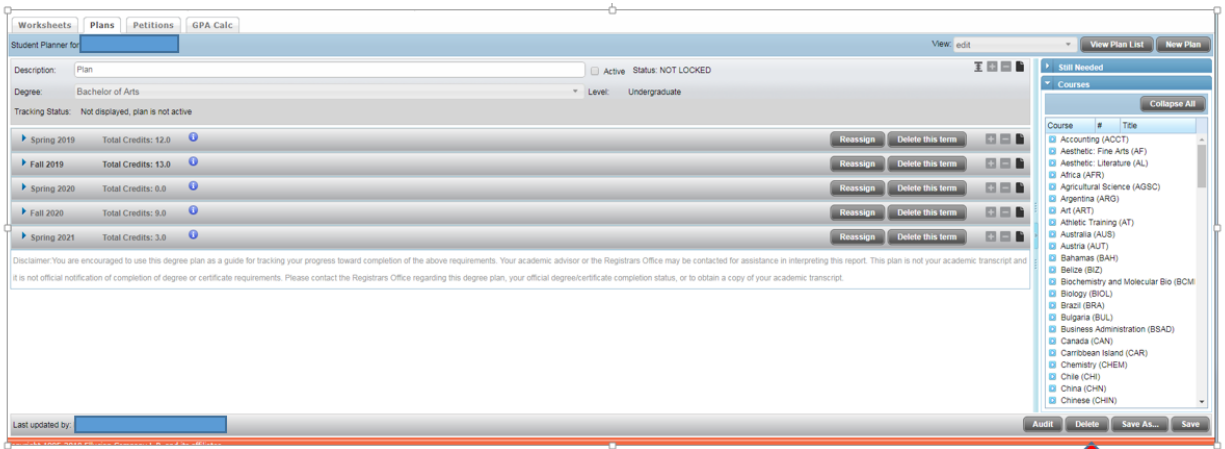 Worksheets Plans Petitions GPA Calc
Student Planner for View: edit View Plan List New Plan
Description: Plan Active Status: NOT LOCKED
Degree: Bachelor of Arts Level: Undergraduate
Tracking Status: Not displayed, plan is not active
Spring 2019 Total Credits: 12.0 Reassign Delete this term
Fall 2019 Total Credits: 13.0 Reassign Delete this term
Spring 2020 Total Credits: 0.0 Reassign Delete this term
Fall 2020 Total Credits: 9.0 Reassign Delete this term
Spring 2021 Total Credits: 3.0 Reassign Delete this term
Disclaimer:You are encouraged to use this degree plan as a guide for tracking your progress toward completion of the above requirements. Your academic advisor or the Registrars Office may be contacted for assistance in interpreting this report. This plan is not your academic transcript and
it is not official notification of completion of degree or certificate requirements. Please contact the Registrars Office regarding this degree plan, your official degree/certificate completion status, or to obtain a copy of your academic transcript.
Still Needed
Courses
Collapse All
Course # Title
Accounting (ACCT)
Aesthetic: Fine Arts (AF)
Aesthetic: Literature (AL)
Africa (AFR)
Agricultural Science (AGSC)
Argentina (ARG)
Art (ART)
Athletic Training (AT)
Australia (AUS)
Austria (AUT)
Bahamas (BAH)
Belize (BIZ)
Biochemistry and Molecular Bio (BCM
Biology (BIOL)
Brazil (BRA)
Bulgaria (BUL)
Business Administration (BSAD)
Canada (CAN)
Carribbean Island (CAR)
Chemistry (CHEM)
Chile (CHI)
China (CHN)
Chinese (CHIN)
Last updated by: Audit Delete Save As... Save